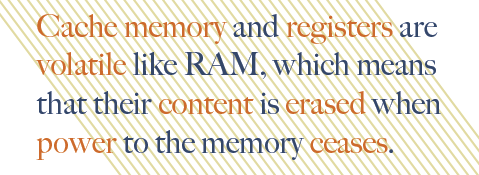 Cache memory and registers are
volatile like RAM, which means
that their content is erased when
power to the memory ceases.